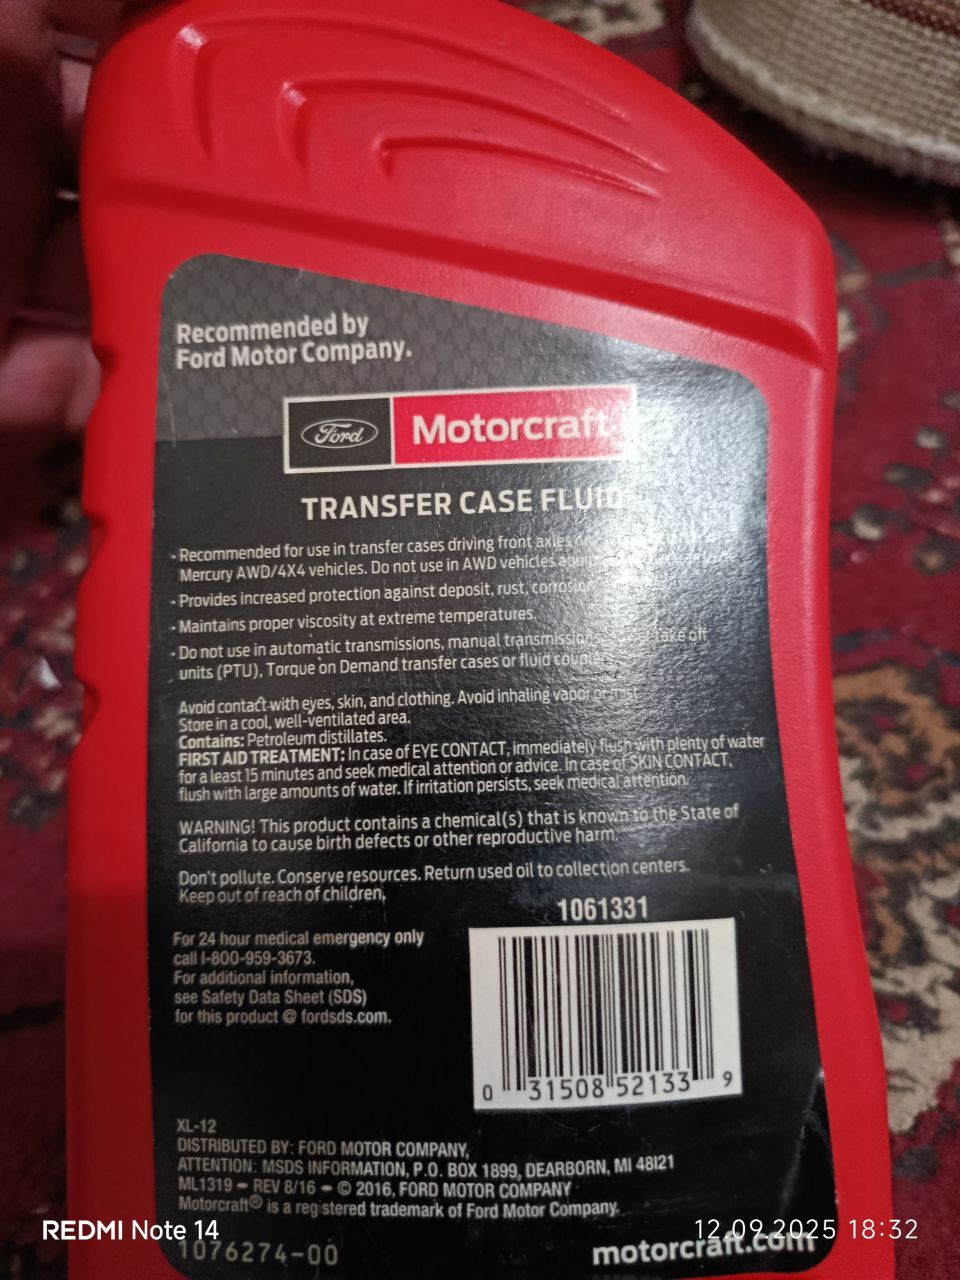 Recommended by
Ford Motor Company.
Ford Motorcraft
TRANSFER CASE FLUID
• Recommended for use in transfer cases driving front axles
Mercury AWD/4X4 vehicles. Do not use in AWD vehicles
• Provides increased protection against deposit, rust,
• Maintains proper viscosity at extreme temperatures.
• Do not use in automatic transmissions, manual take off
units (PTU), Torque on Demand transfer cases or fluid
Avoid contact with eyes, skin, and clothing. Avoid inhaling vapor or mist.
Store in a cool, well-ventilated area.
Contains: Petroleum distillates.
FIRST AID TREATMENT: In case of EYE CONTACT, immediately flush with plenty of water
for a least 15 minutes and seek medical attention or advice. In case of SKIN CONTACT,
flush with large amounts of water. If irritation persists, seek medical attention.
WARNING! This product contains a chemical(s) that is known to the State of
California to cause birth defects or other reproductive harm.
Don't pollute. Conserve resources. Return used oil to collection centers.
Keep out of reach of children.
1061331
For 24 hour medical emergency only
call 1-800-959-3673.
For additional information,
see Safety Data Sheet (SDS)
for this product @ fordsds.com.
0 31508 52133 9
XL-12
DISTRIBUTED BY: FORD MOTOR COMPANY,
ATTENTION: MSDS INFORMATION, P.O. BOX 1899, DEARBORN, MI 48121
ML1319 – REV 8/16 – © 2016, FORD MOTOR COMPANY
Motorcraft® is a registered trademark of Ford Motor Company.
1076274-00
motorcraft.com
REDMI Note 14
12.09.2025 18:32